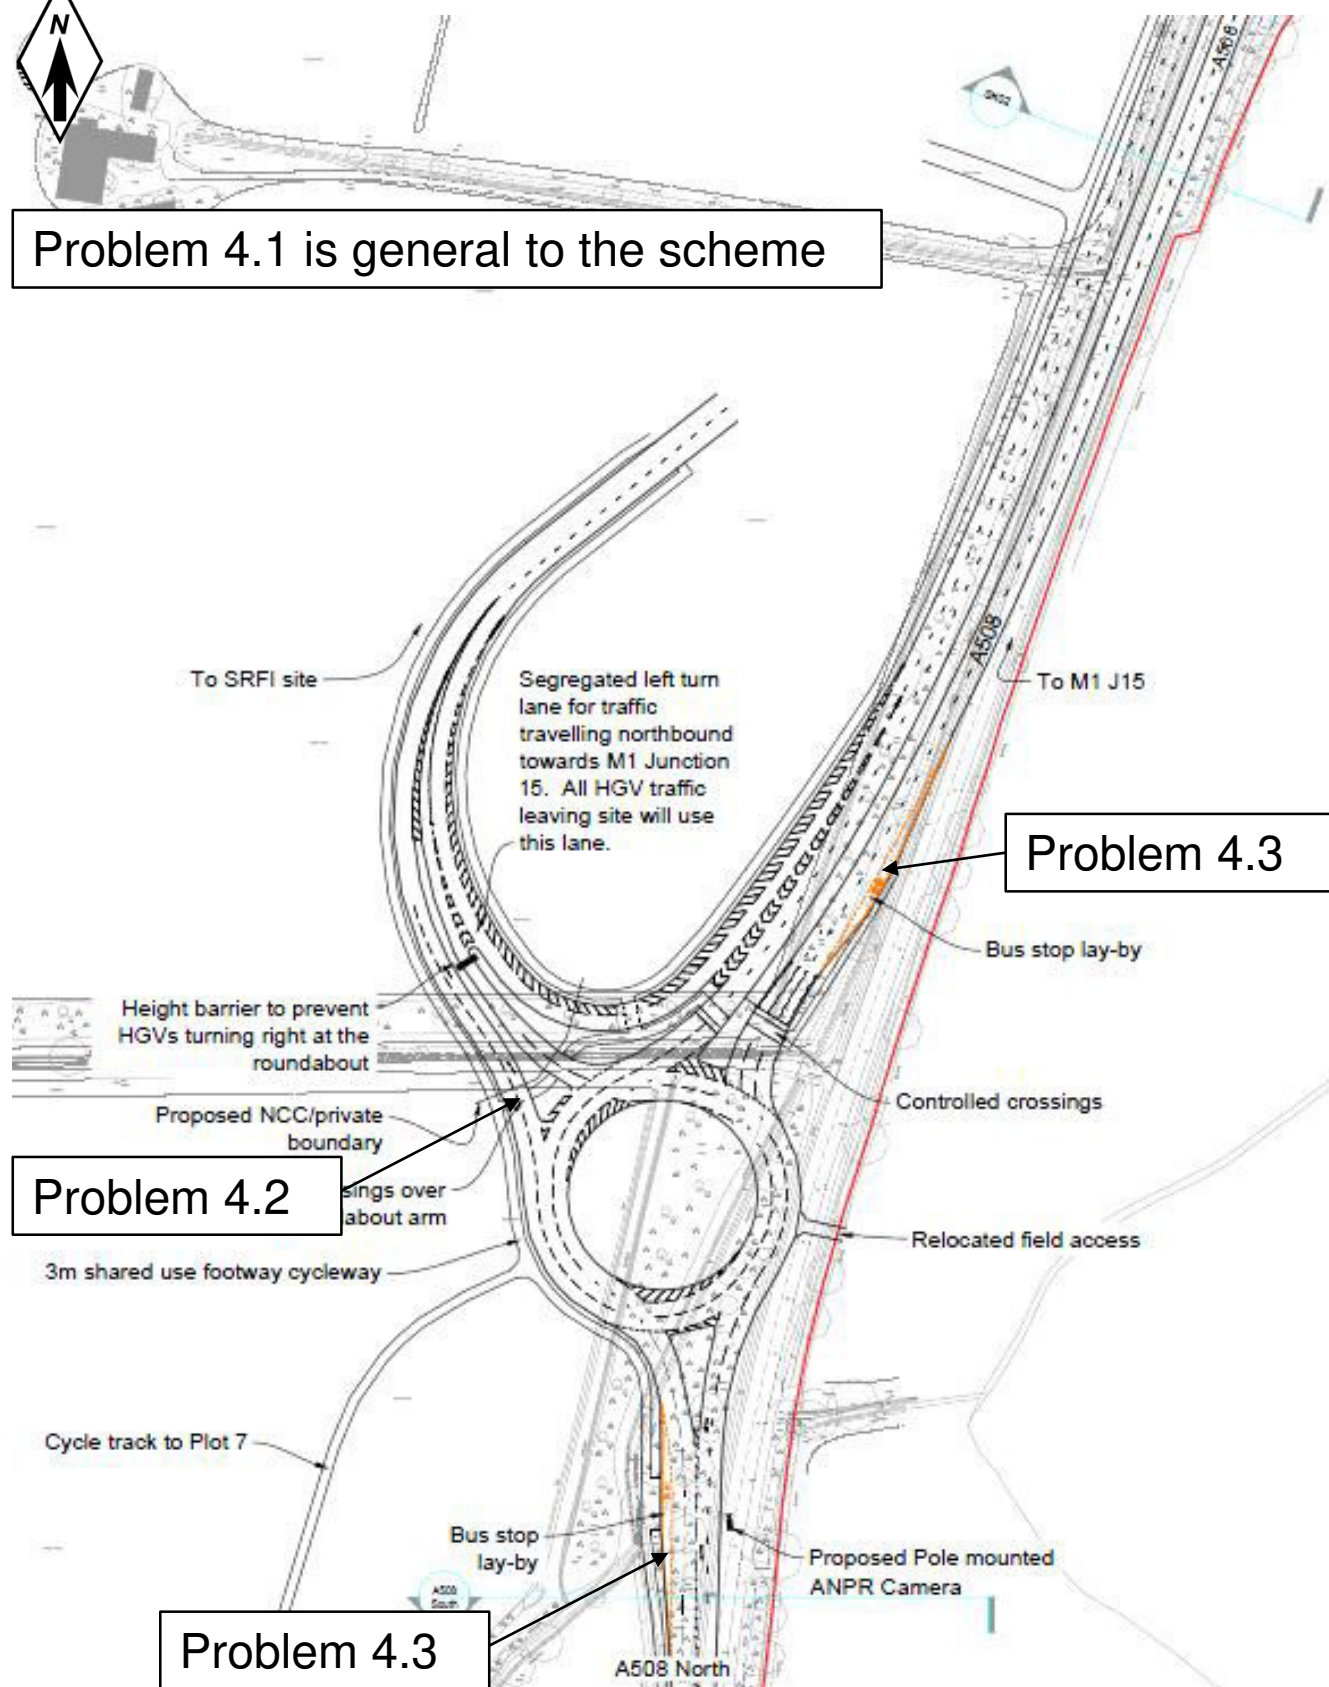 N
A508
Problem 4.1 is general to the scheme
To SRFI site
Segregated left turn
lane for traffic
travelling northbound
towards M1 Junction
15. All HGV traffic
leaving site will use
this lane.
A508
To M1 J15
Problem 4.3
Bus stop lay-by
Height barrier to prevent
HGVs turning right at the
roundabout
Controlled crossings
Proposed NCC/private
boundary
Problem 4.2
sings over
about arm
Relocated field access
3m shared use footway cycleway
Cycle track to Plot 7
Bus stop
lay-by
Proposed Pole mounted
ANPR Camera
A508
South
Problem 4.3
A508 North